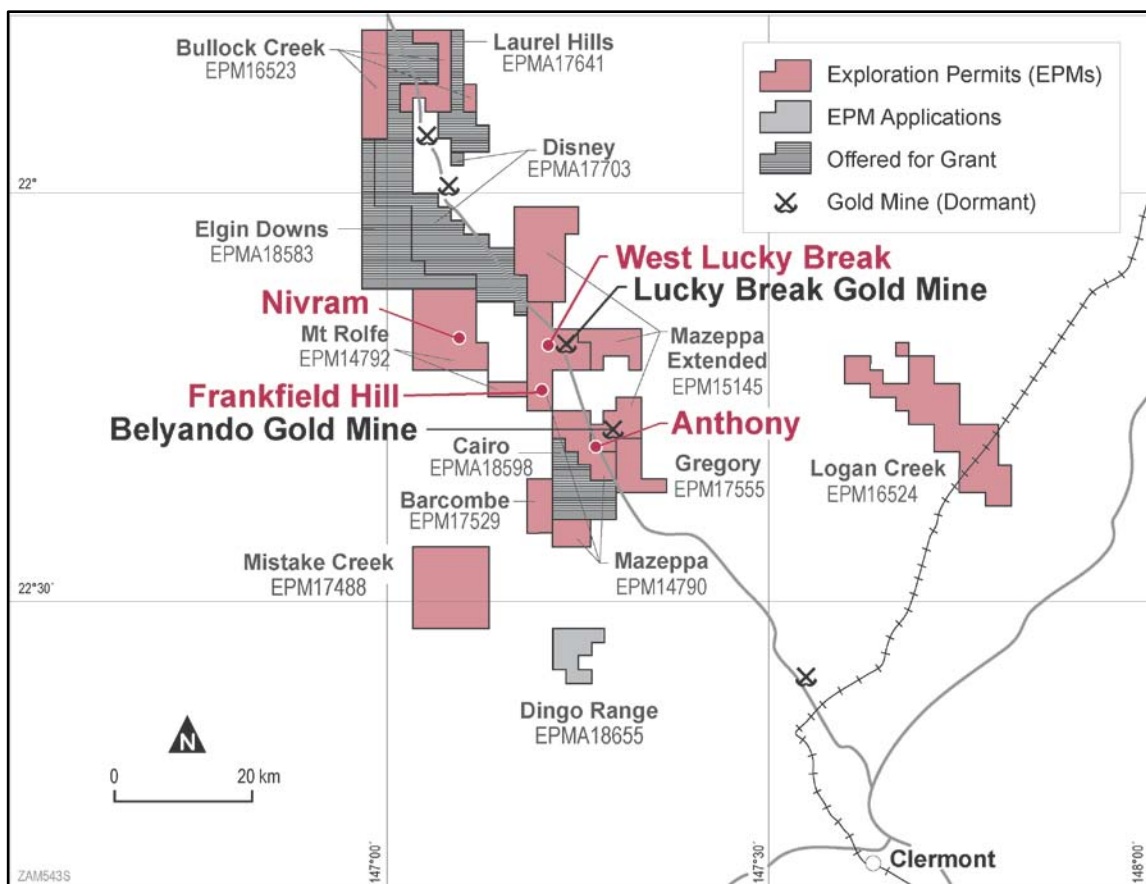 Bullock Creek
EPM16523
Laurel Hills
EPMA17641
Exploration Permits (EPMs)
EPM Applications
Offered for Grant
Gold Mine (Dormant)
Disney
EPMA17703
22°
Elgin Downs
EPMA18583
West Lucky Break
Lucky Break Gold Mine
Nivram
Mt Rolfe
EPM14792
Mazeppa
Extended
EPM15145
Frankfield Hill
Belyando Gold Mine
Anthony
Cairo
EPMA18598
Gregory
EPM17555
Logan Creek
EPM16524
Barcombe
EPM17529
Mistake Creek
EPM17488
Mazeppa
EPM14790
22°30´
Dingo Range
EPMA18655
N
0 20 km
147°00´
147°30´
148°00´
Clermont
ZAM543S